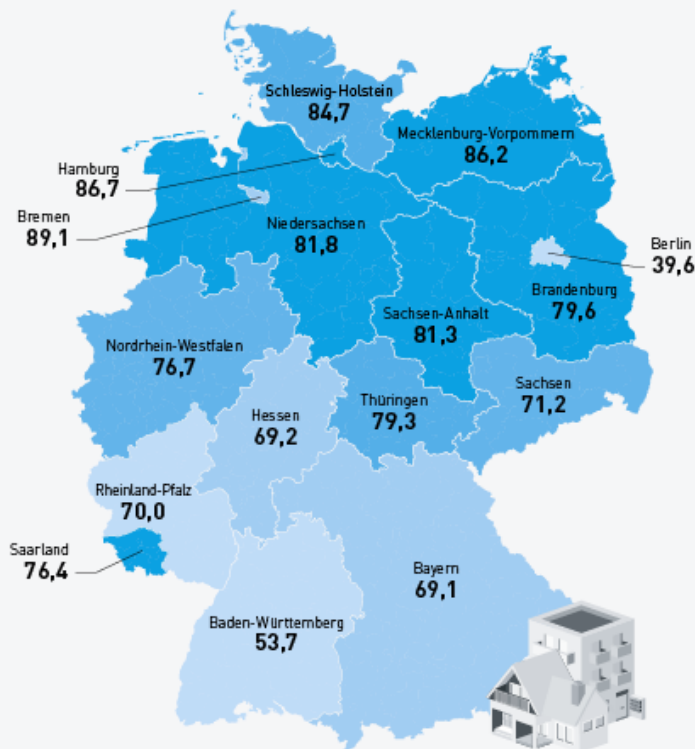 Schleswig-Holstein
84,7
Mecklenburg-Vorpommern
86,2
Hamburg
86,7
Bremen
89,1
Niedersachsen
81,8
Berlin
39,6
Brandenburg
79,6
Sachsen-Anhalt
81,3
Nordrhein-Westfalen
76,7
Sachsen
71,2
Thüringen
79,3
Hessen
69,2
Rheinland-Pfalz
70,0
Saarland
76,4
Bayern
69,1
Baden-Württemberg
53,7